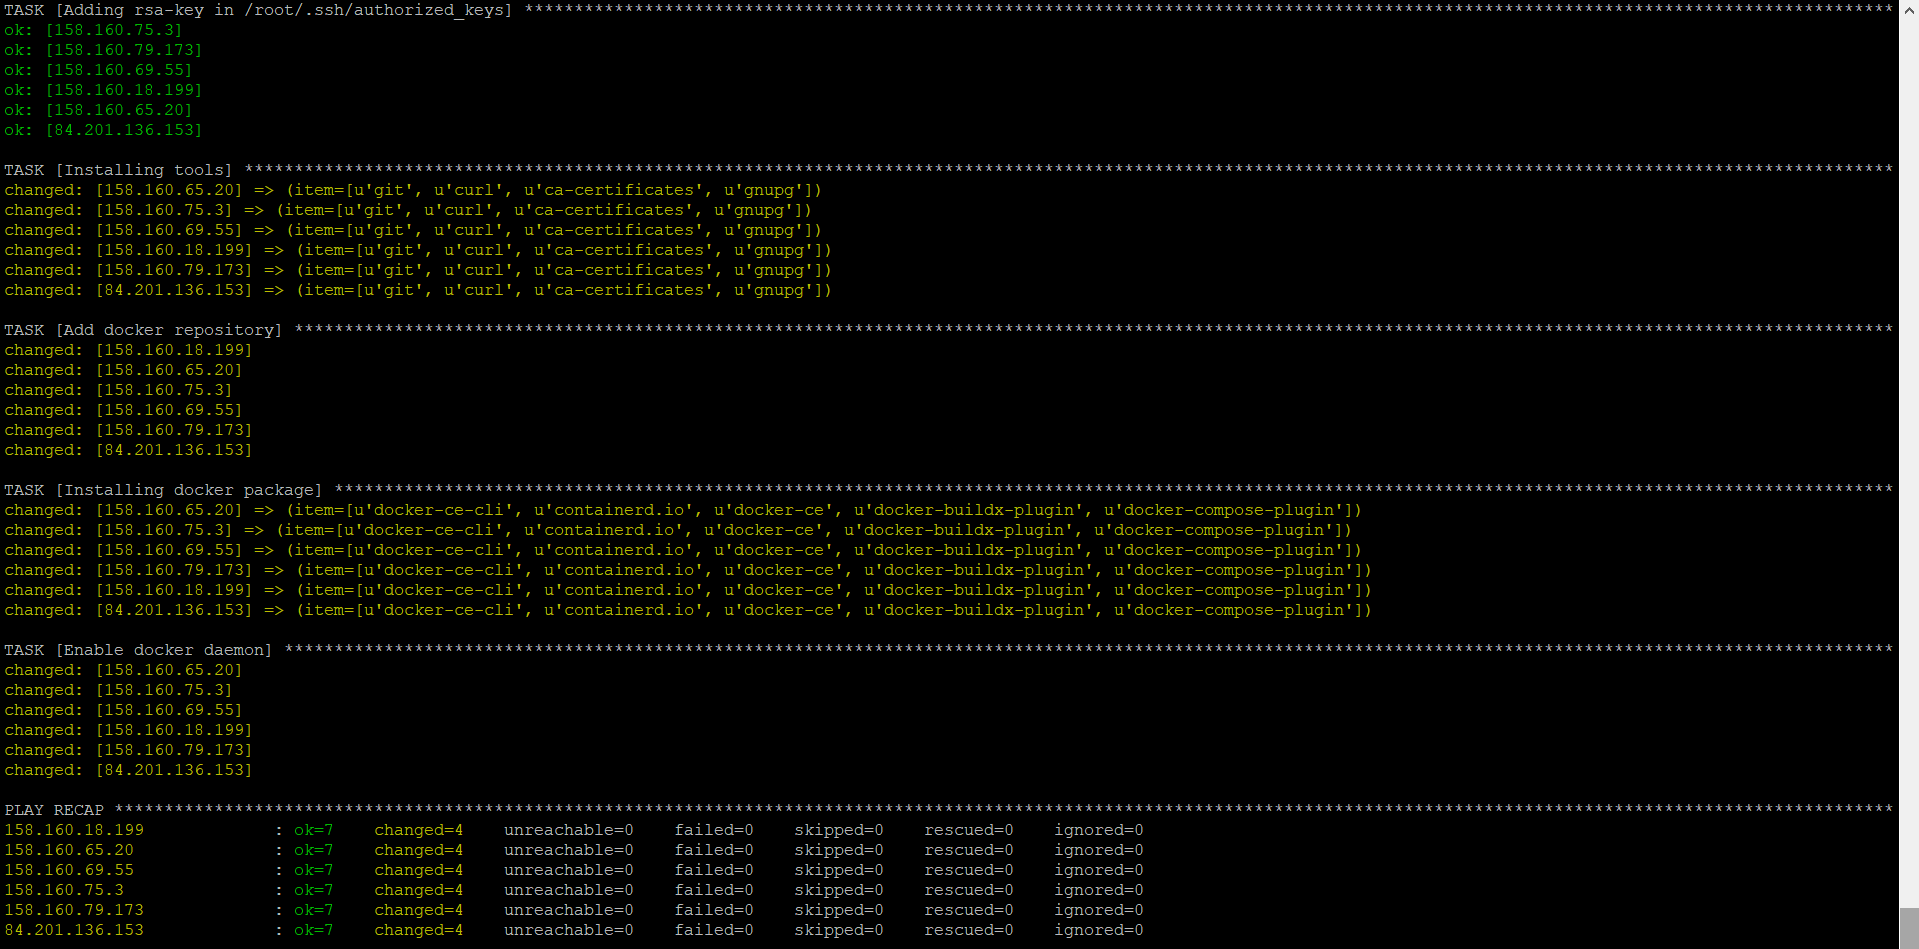 TASK [Adding rsa-key in /root/.ssh/authorized_keys] *****************************************************************************************************************************************
ok: [158.160.75.3]
ok: [158.160.79.173]
ok: [158.160.69.55]
ok: [158.160.18.199]
ok: [158.160.65.20]
ok: [84.201.136.153]
TASK [Installing tools] *********************************************************************************************************************************************************************
changed: [158.160.65.20] => (item=[u'git', u'curl', u'ca-certificates', u'gnupg'])
changed: [158.160.75.3] => (item=[u'git', u'curl', u'ca-certificates', u'gnupg'])
changed: [158.160.69.55] => (item=[u'git', u'curl', u'ca-certificates', u'gnupg'])
changed: [158.160.18.199] => (item=[u'git', u'curl', u'ca-certificates', u'gnupg'])
changed: [158.160.79.173] => (item=[u'git', u'curl', u'ca-certificates', u'gnupg'])
changed: [84.201.136.153] => (item=[u'git', u'curl', u'ca-certificates', u'gnupg'])
TASK [Add docker repository] ****************************************************************************************************************************************************************
changed: [158.160.18.199]
changed: [158.160.65.20]
changed: [158.160.75.3]
changed: [158.160.69.55]
changed: [158.160.79.173]
changed: [84.201.136.153]
TASK [Installing docker package] ************************************************************************************************************************************************************
changed: [158.160.65.20] => (item=[u'docker-ce-cli', u'containerd.io', u'docker-ce', u'docker-buildx-plugin', u'docker-compose-plugin'])
changed: [158.160.75.3] => (item=[u'docker-ce-cli', u'containerd.io', u'docker-ce', u'docker-buildx-plugin', u'docker-compose-plugin'])
changed: [158.160.69.55] => (item=[u'docker-ce-cli', u'containerd.io', u'docker-ce', u'docker-buildx-plugin', u'docker-compose-plugin'])
changed: [158.160.79.173] => (item=[u'docker-ce-cli', u'containerd.io', u'docker-ce', u'docker-buildx-plugin', u'docker-compose-plugin'])
changed: [158.160.18.199] => (item=[u'docker-ce-cli', u'containerd.io', u'docker-ce', u'docker-buildx-plugin', u'docker-compose-plugin'])
changed: [84.201.136.153] => (item=[u'docker-ce-cli', u'containerd.io', u'docker-ce', u'docker-buildx-plugin', u'docker-compose-plugin'])
TASK [Enable docker daemon] *****************************************************************************************************************************************************************
changed: [158.160.65.20]
changed: [158.160.75.3]
changed: [158.160.69.55]
changed: [158.160.18.199]
changed: [158.160.79.173]
changed: [84.201.136.153]
PLAY RECAP **********************************************************************************************************************************************************************************
158.160.18.199             : ok=7    changed=4    unreachable=0    failed=0    skipped=0    rescued=0    ignored=0
158.160.65.20              : ok=7    changed=4    unreachable=0    failed=0    skipped=0    rescued=0    ignored=0
158.160.69.55              : ok=7    changed=4    unreachable=0    failed=0    skipped=0    rescued=0    ignored=0
158.160.75.3               : ok=7    changed=4    unreachable=0    failed=0    skipped=0    rescued=0    ignored=0
158.160.79.173             : ok=7    changed=4    unreachable=0    failed=0    skipped=0    rescued=0    ignored=0
84.201.136.153             : ok=7    changed=4    unreachable=0    failed=0    skipped=0    rescued=0    ignored=0